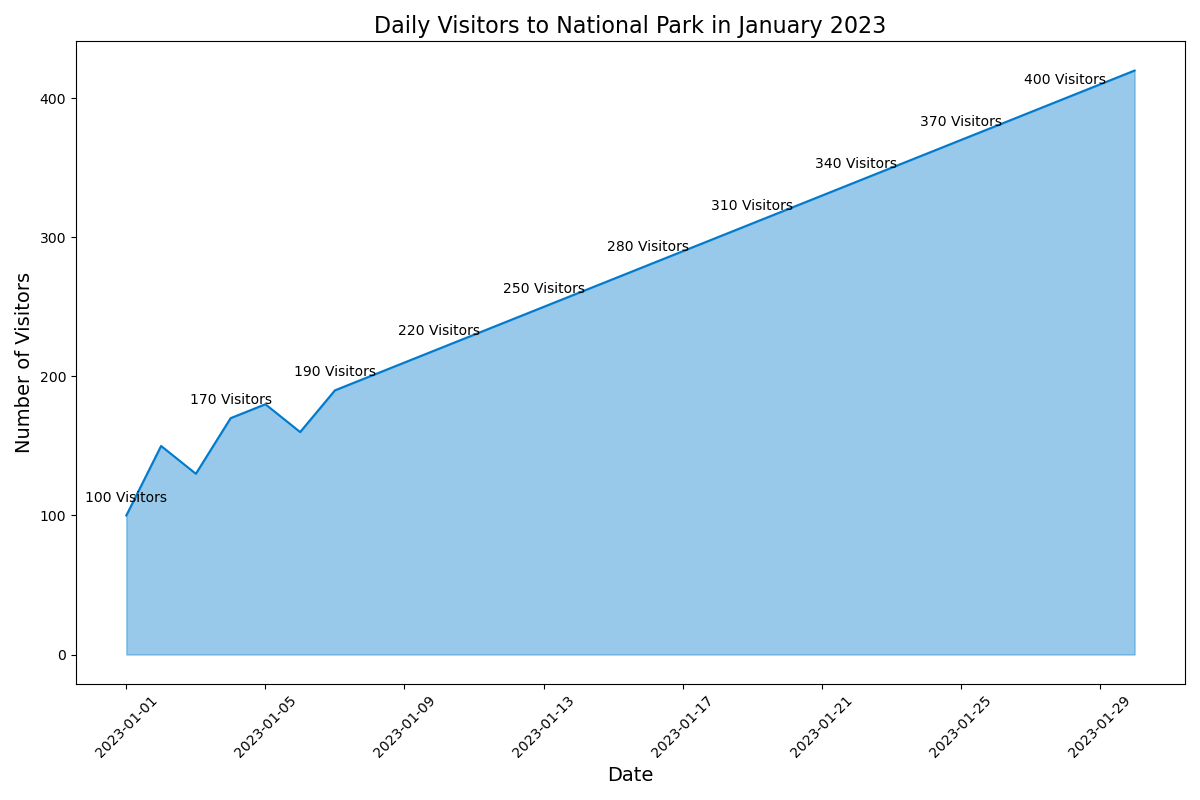 Daily Visitors to National Park in January 2023
Number of Visitors
400
300
200
100
0
100 Visitors
170 Visitors
190 Visitors
220 Visitors
250 Visitors
280 Visitors
310 Visitors
340 Visitors
370 Visitors
400 Visitors
2023-01-01
2023-01-05
2023-01-09
2023-01-13
2023-01-17
2023-01-21
2023-01-25
2023-01-29
Date